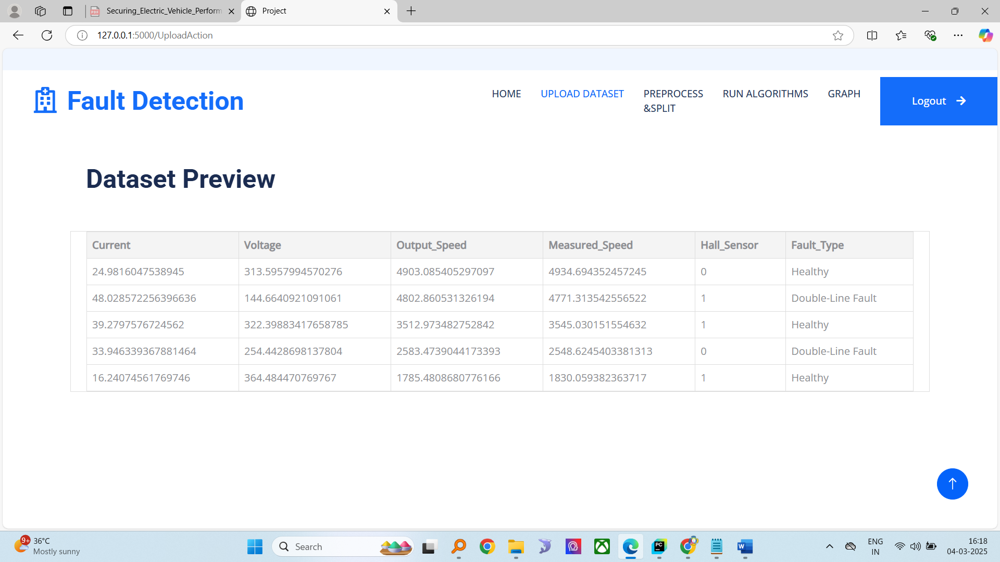 Securing_Electric_Vehicle_Perform
Project
127.0.0.1:5000/UploadAction
Fault Detection
HOME
UPLOAD DATASET
PREPROCESS
&SPLIT
RUN ALGORITHMS
GRAPH
Logout
Dataset Preview
Current Voltage Output_Speed Measured_Speed Hall_Sensor Fault_Type
24.9816047538945 313.5957994570276 4903.085405297097 4934.694352457245 0 Healthy
48.028572256396636 144.6640921091061 4802.860531326194 4771.313542556522 1 Double-Line Fault
39.2797576724562 322.39883417658785 3512.973482752842 3545.030151554632 1 Healthy
33.946339367881464 254.4428698137804 2583.4739044173393 2548.6245403381313 0 Double-Line Fault
16.24074561769746 364.484470769767 1785.4808680776166 1830.059382363717 1 Healthy
9+
36°C
Mostly sunny
Search
PC
W
ENG
IN
16:18
04-03-2025